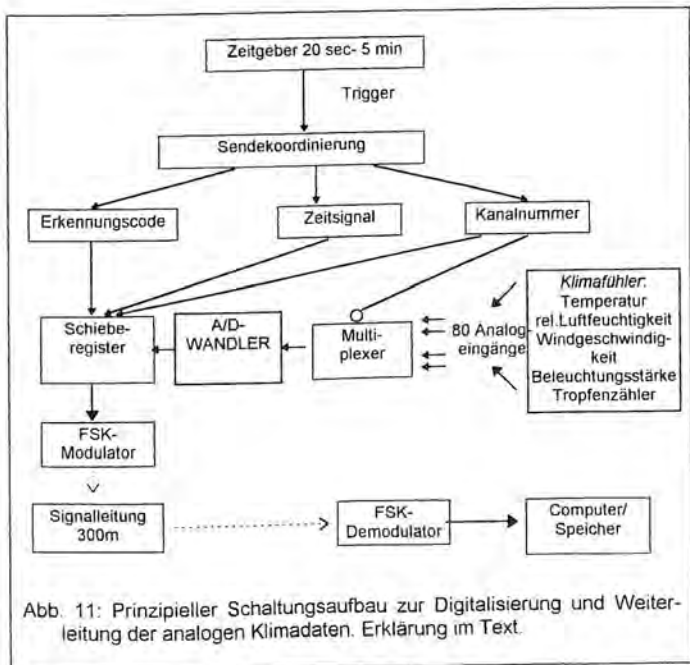 Zeitgeber 20 sec- 5 min
Trigger
Sendekoordinierung
Erkennungscode
Zeitsignal
Kanalnummer
Schiebe-
register
A/D-
WANDLER
Multi-
plexer
80 Analog-
eingänge
Klimafühler:
Temperatur
rel.Luftfeuchtigkeit
Windgeschwindig-
keit
Beleuchtungsstärke
Tropfenzähler
FSK-
Modulator
Signalleitung
300m
FSK-
Demodulator
Computer/
Speicher
Abb. 11: Prinzipieller Schaltungsaufbau zur Digitalisierung und Weiter-
leitung der analogen Klimadaten. Erklärung im Text.